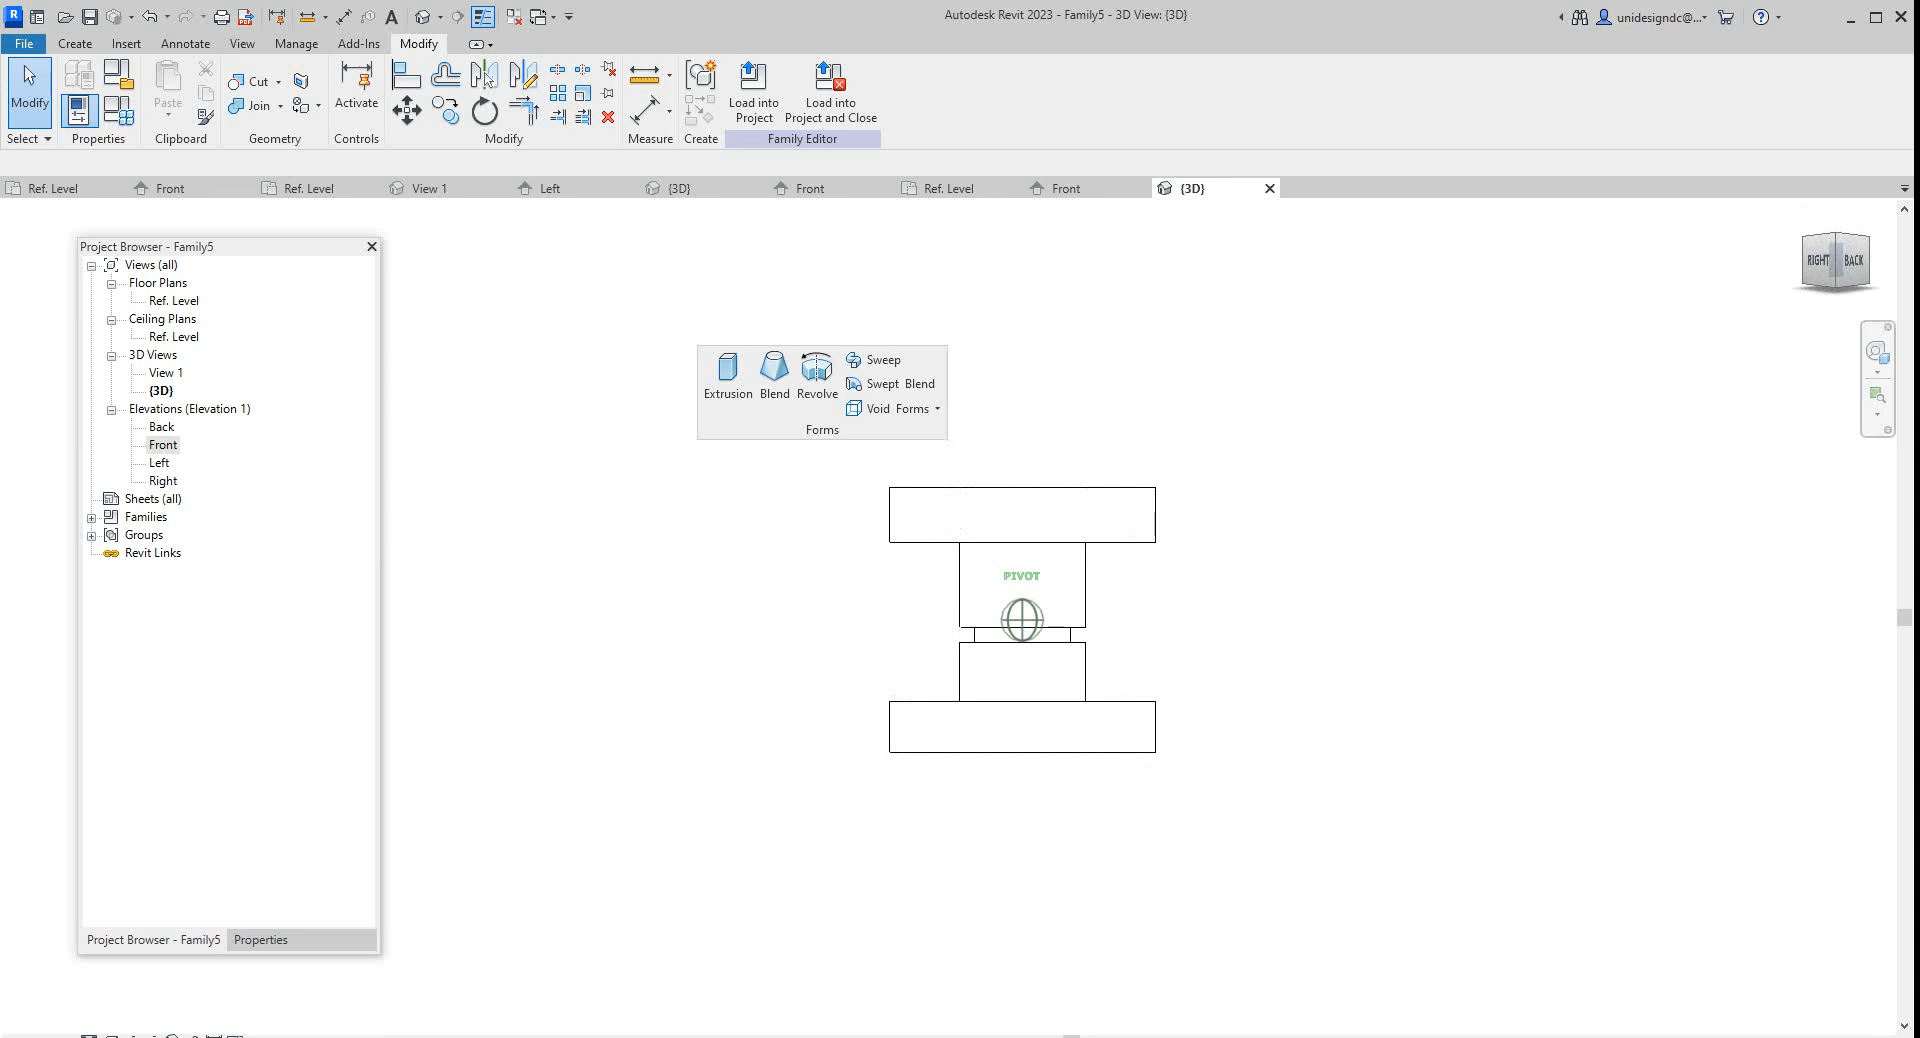 Autodesk Revit 2023 - Family5 - 3D View: {3D}
unidesigndc@...
File Create Insert Annotate View Manage Add-Ins Modify
Modify
Paste
Cut
Join
Activate
Load into Project
Load into Project and Close
Select Properties Clipboard Geometry Controls Modify Measure Create Family Editor
Ref. Level Front Ref. Level View 1 Left {3D} Front Ref. Level Front {3D}
Project Browser - Family5
Views (all)
Floor Plans
Ref. Level
Ceiling Plans
Ref. Level
3D Views
View 1
{3D}
Elevations (Elevation 1)
Back
Front
Left
Right
Sheets (all)
Families
Groups
Revit Links
Project Browser - Family5 Properties
Extrusion Blend Revolve
Sweep
Swept Blend
Void Forms
Forms
PIVOT
RIGHT BACK